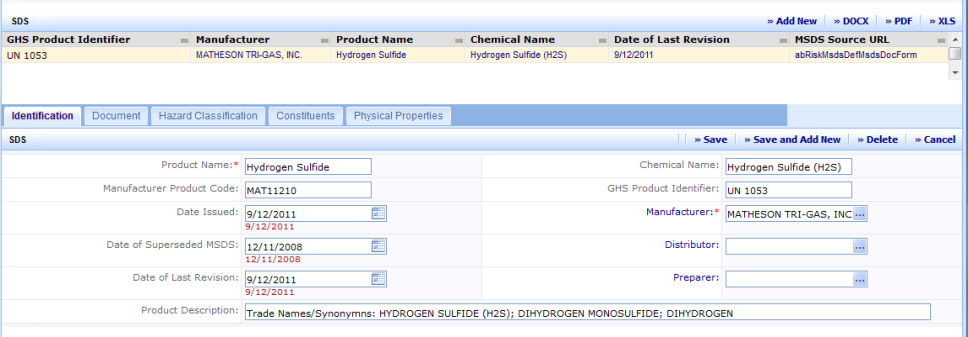 SDS » Add New » DOCX » PDF » XLS
GHS Product Identifier Manufacturer Product Name Chemical Name Date of Last Revision MSDS Source URL
UN 1053 MATHESON TRI-GAS, INC. Hydrogen Sulfide Hydrogen Sulfide (H2S) 9/12/2011 abRiskMsdsDefMsdsDocForm
Identification Document Hazard Classification Constituents Physical Properties
SDS » Save » Save and Add New » Delete » Cancel
Product Name:* Hydrogen Sulfide Chemical Name: Hydrogen Sulfide (H2S)
Manufacturer Product Code: MAT11210 GHS Product Identifier: UN 1053
Date Issued: 9/12/2011 Manufacturer:* MATHESON TRI-GAS, INC ...
9/12/2011
Date of Superseded MSDS: 12/11/2008 Distributor: ...
12/11/2008
Date of Last Revision: 9/12/2011 Preparer: ...
9/12/2011
Product Description: Trade Names/Synonymns: HYDROGEN SULFIDE (H2S); DIHYDROGEN MONOSULFIDE; DIHYDROGEN